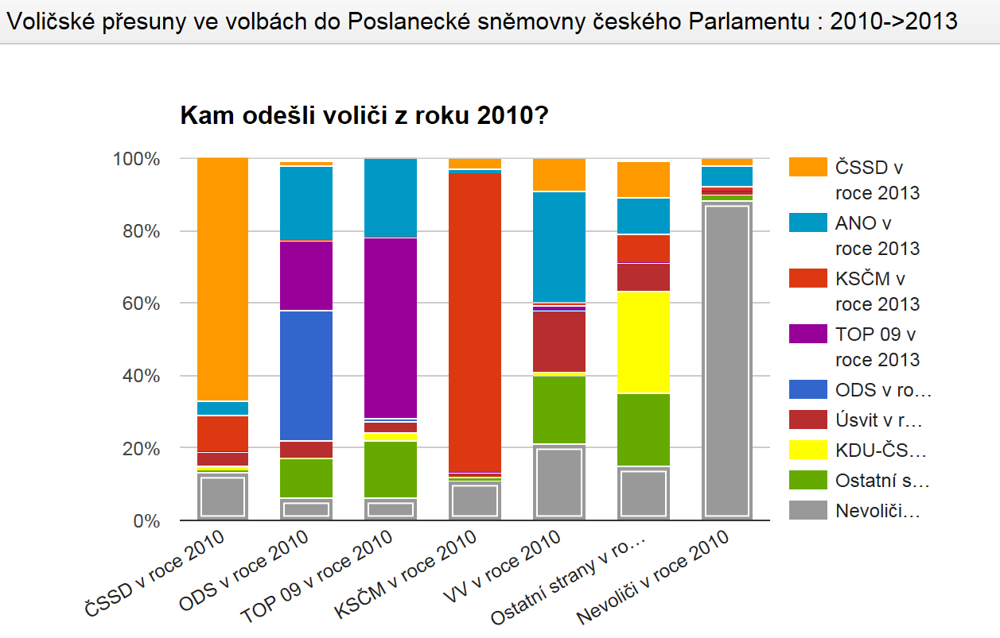 Voličské přesuny ve volbách do Poslanecké sněmovny českého Parlamentu : 2010->2013
Kam odešli voliči z roku 2010?
100%
80%
60%
40%
20%
0%
ČSSD v roce 2010
ODS v roce 2010
TOP 09 v roce 2010
KSČM v roce 2010
VV v roce 2010
Ostatní strany v ro…
Nevoliči v roce 2010
ČSSD v
roce 2013
ANO v
roce 2013
KSČM v
roce 2013
TOP 09 v
roce 2013
ODS v ro…
Úsvit v r…
KDU-ČS…
Ostatní s…
Nevoliči…